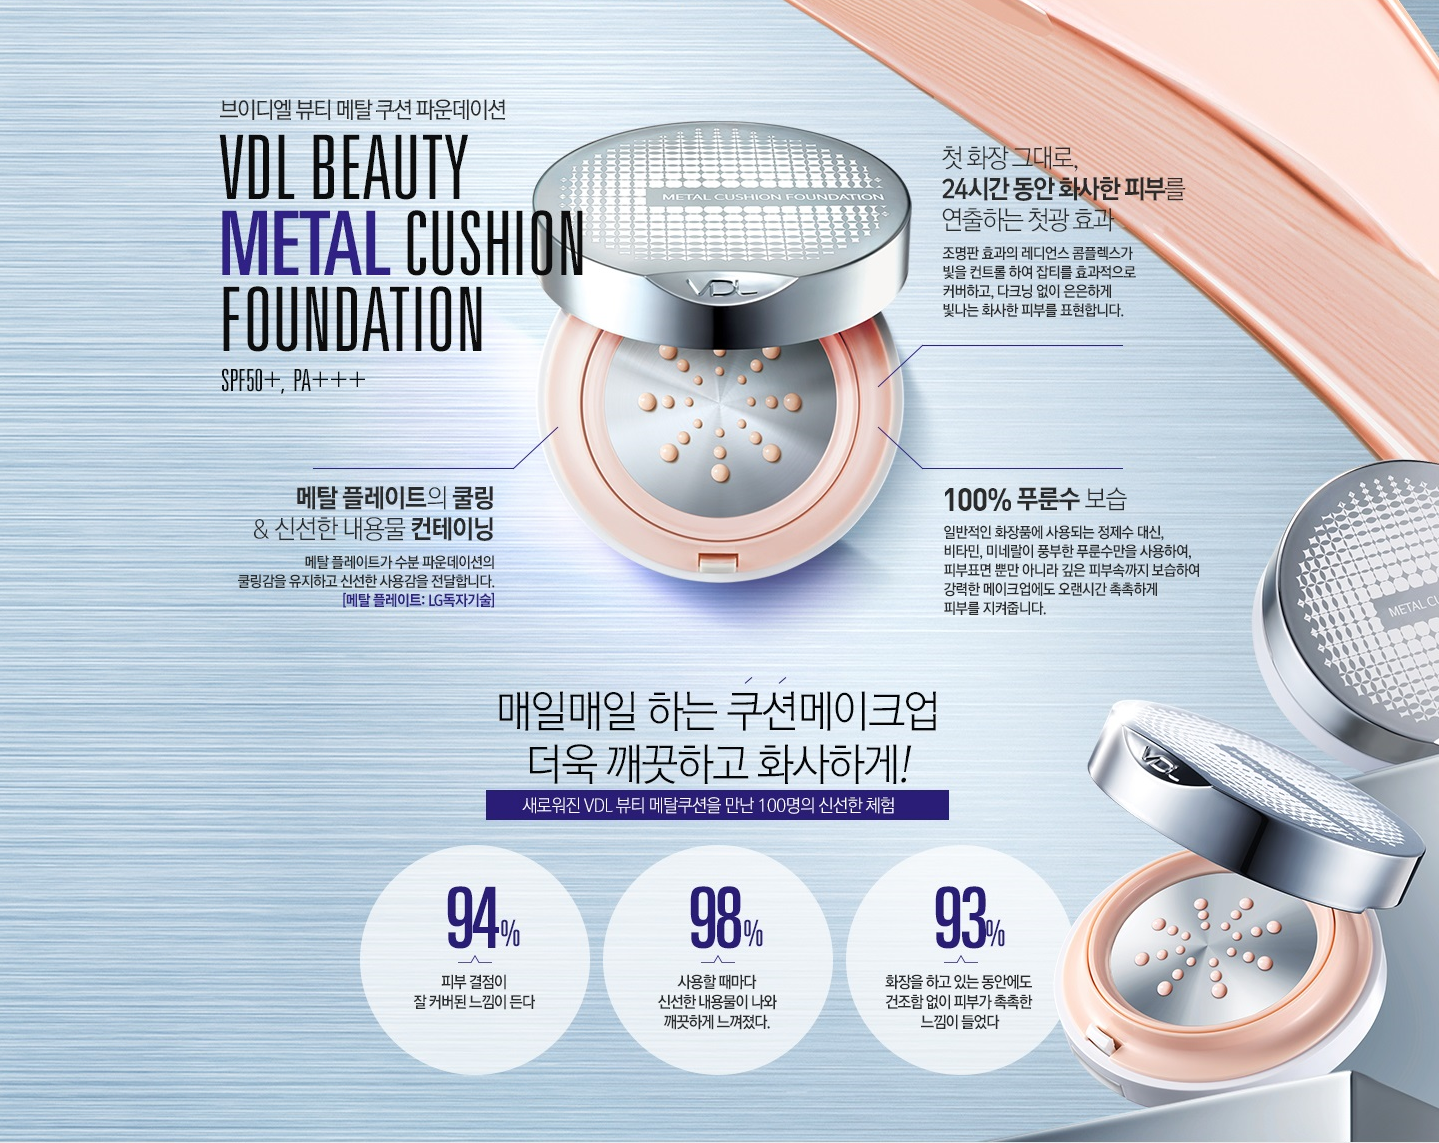 브이디엘 뷰티 메탈 쿠션 파운데이션
VDL BEAUTY
METAL CUSHION
FOUNDATION
SPF50+, PA+++
METAL CUSHION FOUNDATION
VDL
첫 화장 그대로,
24시간 동안 화사한 피부를
연출하는 첫광 효과
조명판 효과의 레디언스 콤플렉스가
빛을 컨트롤 하여 잡티를 효과적으로
커버하고, 다크닝 없이 은은하게
빛나는 화사한 피부를 표현합니다.
메탈 플레이트의 쿨링
& 신선한 내용물 컨테이닝
메탈 플레이트가 수분 파운데이션의
쿨링감을 유지하고 신선한 사용감을 전달합니다.
[메탈 플레이트: LG독자기술]
100% 푸룬수 보습
일반적인 화장품에 사용되는 정제수 대신,
비타민, 미네랄이 풍부한 푸룬수만을 사용하여,
피부표면 뿐만 아니라 깊은 피부속까지 보습하여
강력한 메이크업에도 오랜시간 촉촉하게
피부를 지켜줍니다.
METAL CU
매일매일 하는 쿠션메이크업
더욱 깨끗하고 화사하게!
새로워진 VDL 뷰티 메탈쿠션을 만난 100명의 신선한 체험
VDL
94%
피부 결점이
잘 커버된 느낌이 든다
98%
사용할 때마다
신선한 내용물이 나와
깨끗하게 느껴졌다.
93%
화장을 하고 있는 동안에도
건조함 없이 피부가 촉촉한
느낌이 들었다